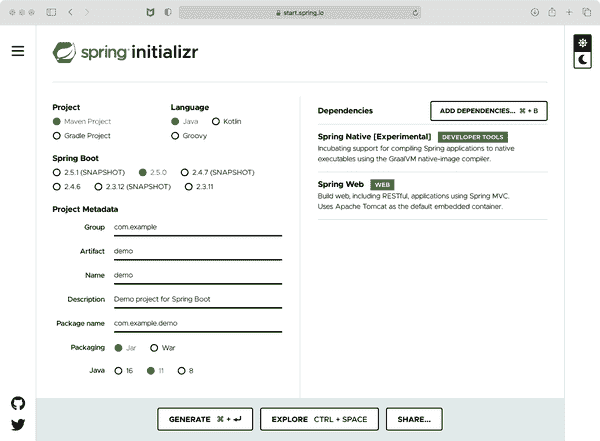 start.spring.io
spring initializr
Project
Maven Project
Gradle Project
Language
Java Kotlin
Groovy
Spring Boot
2.5.1 (SNAPSHOT) 2.5.0 2.4.7 (SNAPSHOT)
2.4.6 2.3.12 (SNAPSHOT) 2.3.11
Project Metadata
Group com.example
Artifact demo
Name demo
Description Demo project for Spring Boot
Package name com.example.demo
Packaging Jar War
Java 16 11 8
Dependencies
ADD DEPENDENCIES... ⌘ + B
Spring Native [Experimental] DEVELOPER TOOLS
Incubating support for compiling Spring applications to native
executables using the GraalVM native-image compiler.
Spring Web WEB
Build web, including RESTful, applications using Spring MVC.
Uses Apache Tomcat as the default embedded container.
GENERATE ⌘ + ↵
EXPLORE CTRL + SPACE
SHARE...